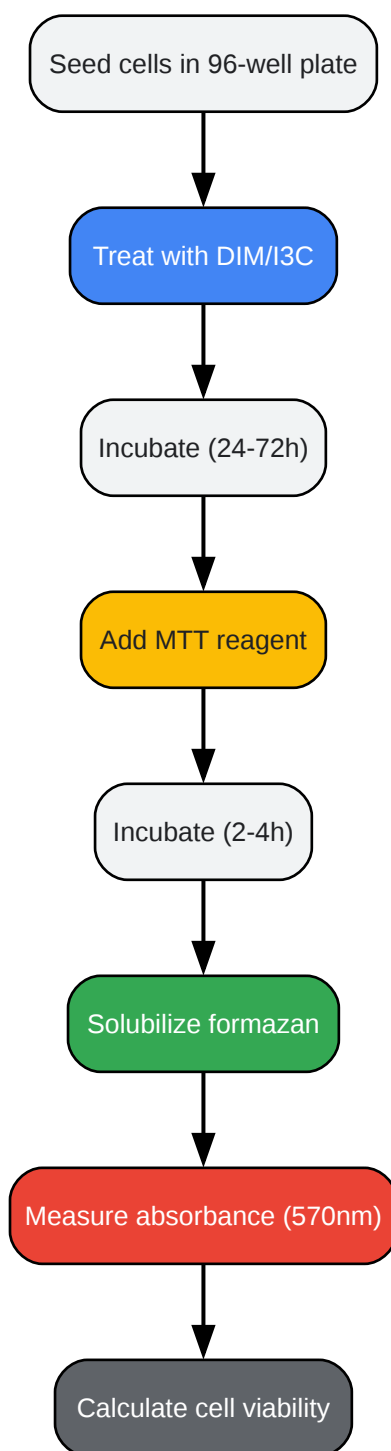 Seed cells in 96-well plate
Treat with DIM/I3C
Incubate (24-72h)
Add MTT reagent
Incubate (2-4h)
Solubilize formazan
Measure absorbance (570nm)
Calculate cell viability